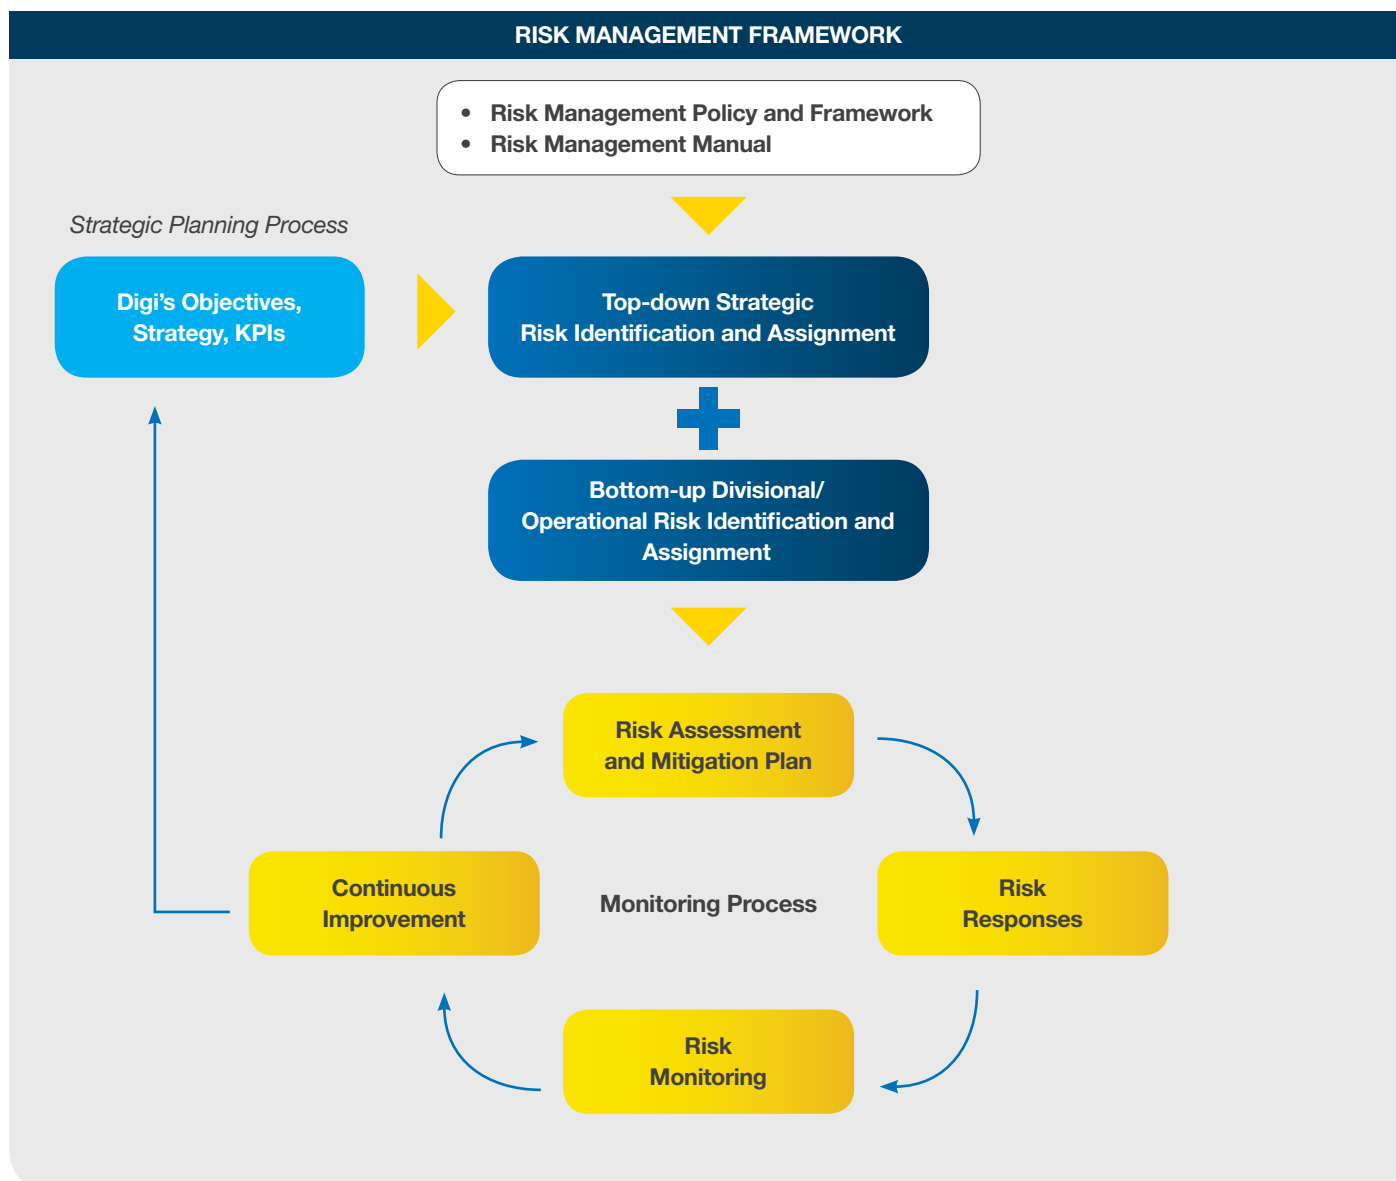 RISK MANAGEMENT FRAMEWORK
• Risk Management Policy and Framework
• Risk Management Manual
Strategic Planning Process
Digi’s Objectives,
Strategy, KPIs
Top-down Strategic
Risk Identification and Assignment
Bottom-up Divisional/
Operational Risk Identification and
Assignment
Risk Assessment
and Mitigation Plan
Continuous
Improvement
Monitoring Process
Risk
Responses
Risk
Monitoring